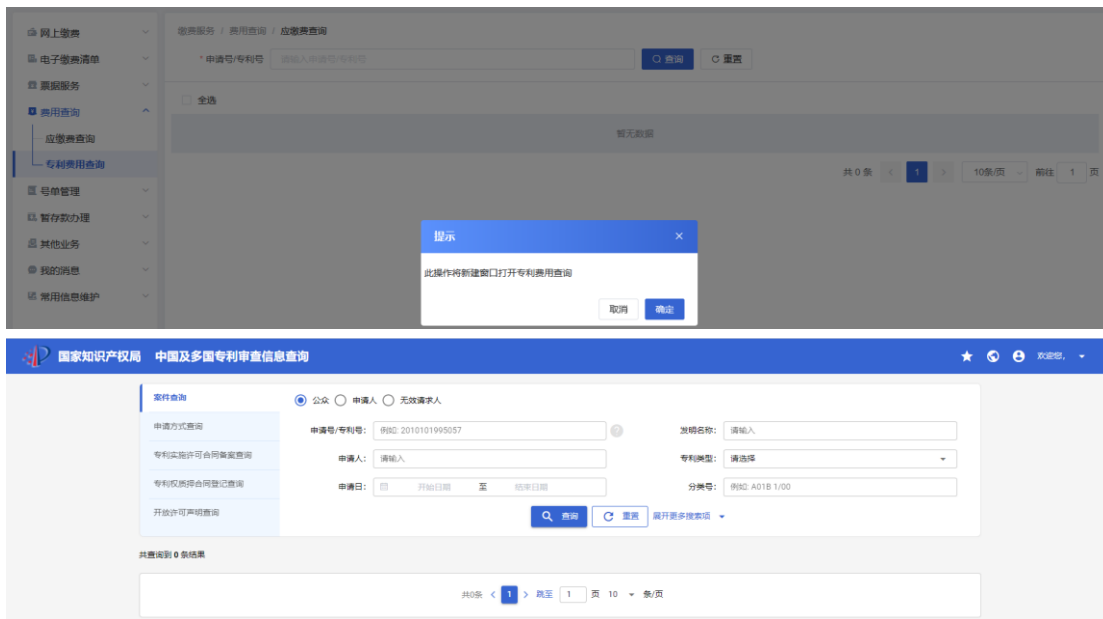 网上缴费
缴费服务 / 费用查询 / 应缴费查询
电子缴费清单
* 申请号/专利号 请输入申请号/专利号 查询 重置
票据服务
全选
费用查询
暂无数据
应缴费查询
专利费用查询
共 0 条 < 1 > 10条/页 前往 1 页
号单管理
暂存款办理
其他业务
提示 ×
我的消息
此操作将新建窗口打开专利费用查询
常用信息维护
取消 确定
国家知识产权局 中国及多国专利审查信息查询 欢迎您,
案件查询
公众 申请人 无效请求人
申请方式查询
申请号/专利号: 例如: 2010101995057 ? 发明名称: 请输入
专利实施许可合同备案查询
申请人: 请输入 专利类型: 请选择
专利权质押合同登记查询
申请日: 开始日期 至 结束日期 分类号: 例如: A01B 1/00
开放许可声明查询
查询 重置 展开更多搜索项
共查询到 0 条结果
共0条 < 1 > 跳至 1 页 10 条/页